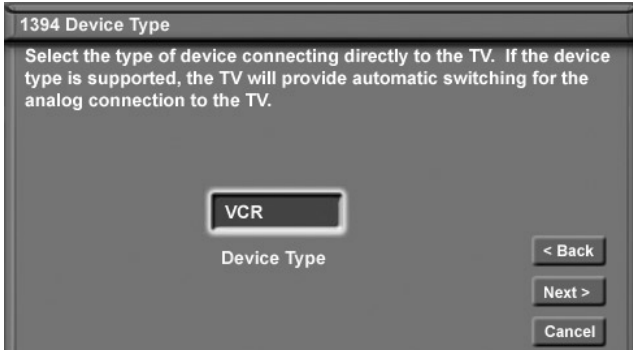 1394 Device Type
Select the type of device connecting directly to the TV.  If the device
type is supported, the TV will provide automatic switching for the
analog connection to the TV.
VCR
Device Type
< Back
Next >
Cancel